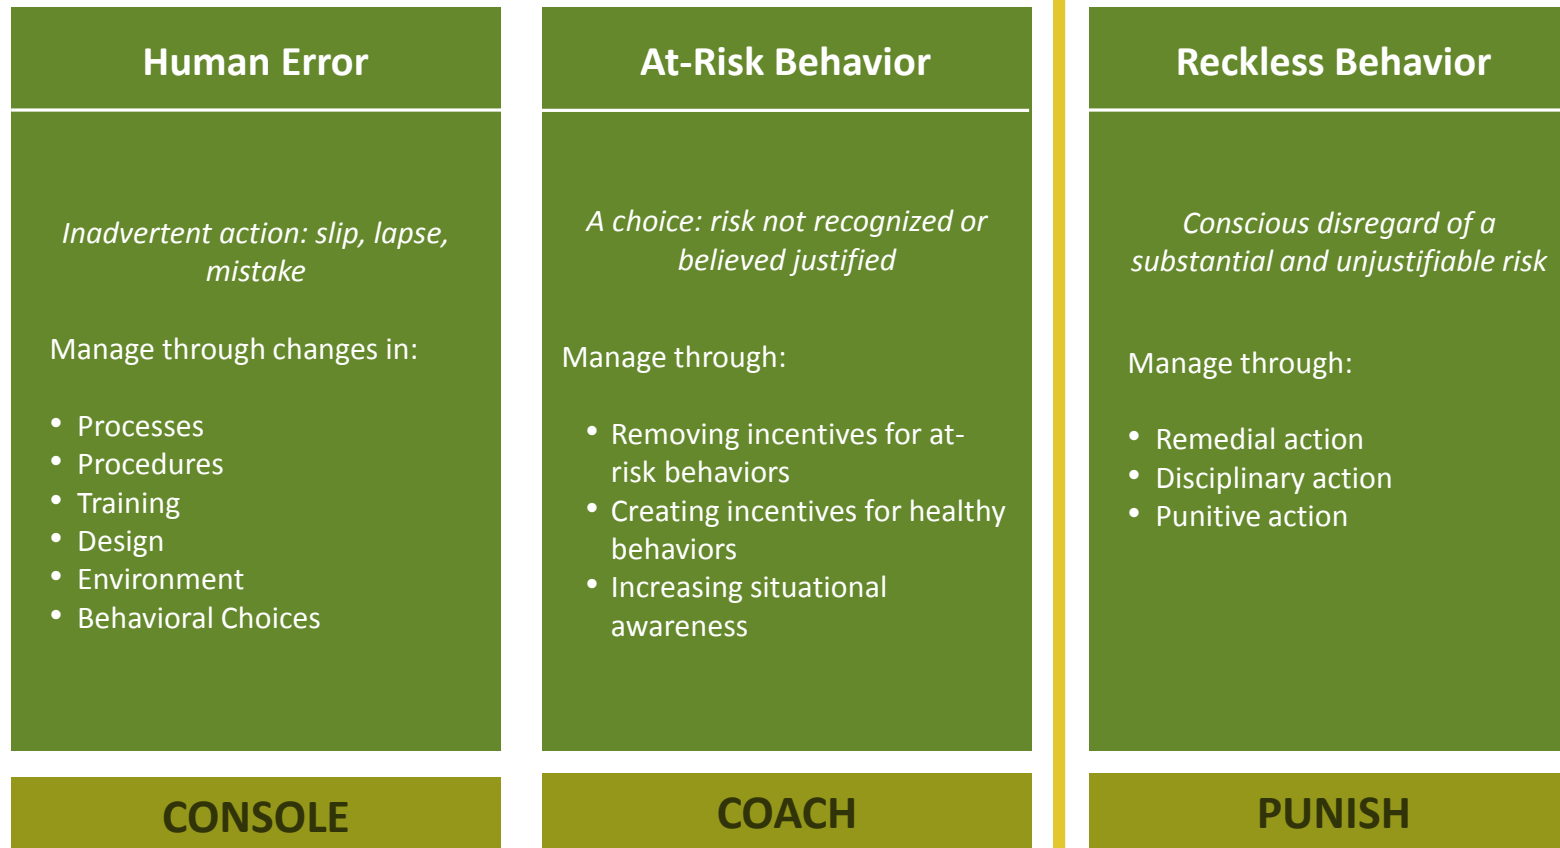 Human Error
Inadvertent action: slip, lapse,
mistake
Manage through changes in:
• Processes
• Procedures
• Training
• Design
• Environment
• Behavioral Choices
CONSOLE
At-Risk Behavior
A choice: risk not recognized or
believed justified
Manage through:
• Removing incentives for at-
risk behaviors
• Creating incentives for healthy
behaviors
• Increasing situational
awareness
COACH
Reckless Behavior
Conscious disregard of a
substantial and unjustifiable risk
Manage through:
• Remedial action
• Disciplinary action
• Punitive action
PUNISH